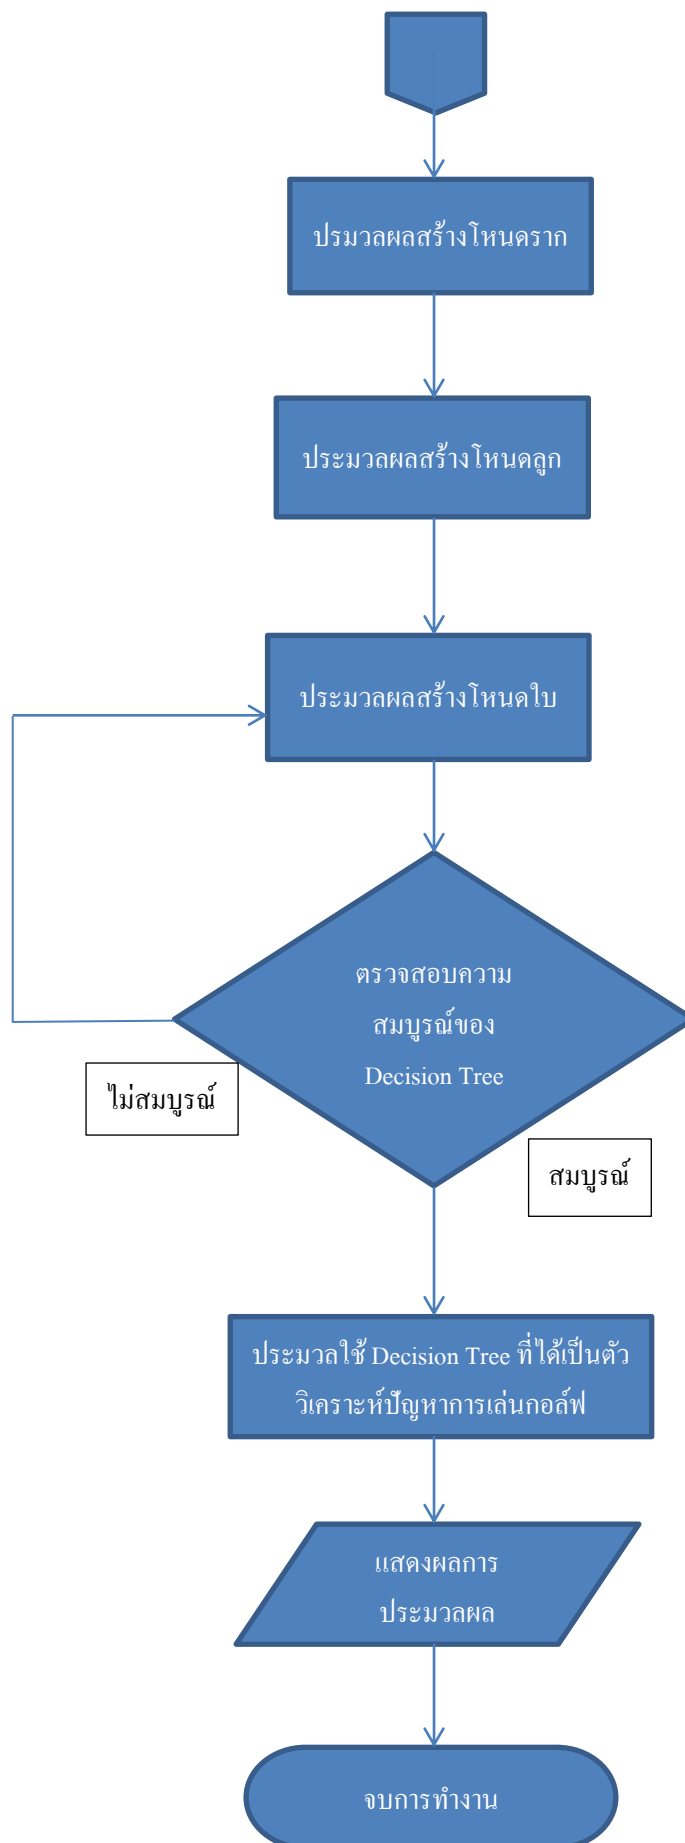 ปรมวลผลสร้างโหนดราก
ประมวลผลสร้างโหนดลูก
ประมวลผลสร้างโหนดใบ
ตรวจสอบความ
สมบูรณ์ของ
Decision Tree
ไม่สมบูรณ์
สมบูรณ์
ประมวลใช้ Decision Tree ที่ได้เป็นตัว
วิเคราะห์ปัญหาการเล่นกอล์ฟ
แสดงผลการ
ประมวลผล
จบการทำงาน